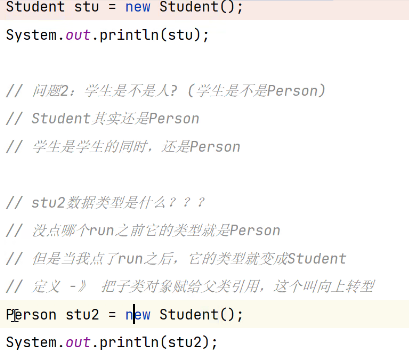 Student stu = new Student();
System.out.println(stu);
// 问题2：学生是不是人？(学生是不是Person)
// Student其实还是Person
// 学生是学生的同时，还是Person
// stu2数据类型是什么？？？
// 没点哪个run之前它的类型就是Person
// 但是当我点了run之后，它的类型就变成Student
// 定义 -》 把子类对象赋给父类引用，这个叫向上转型
Person stu2 = new Student();
System.out.println(stu2);